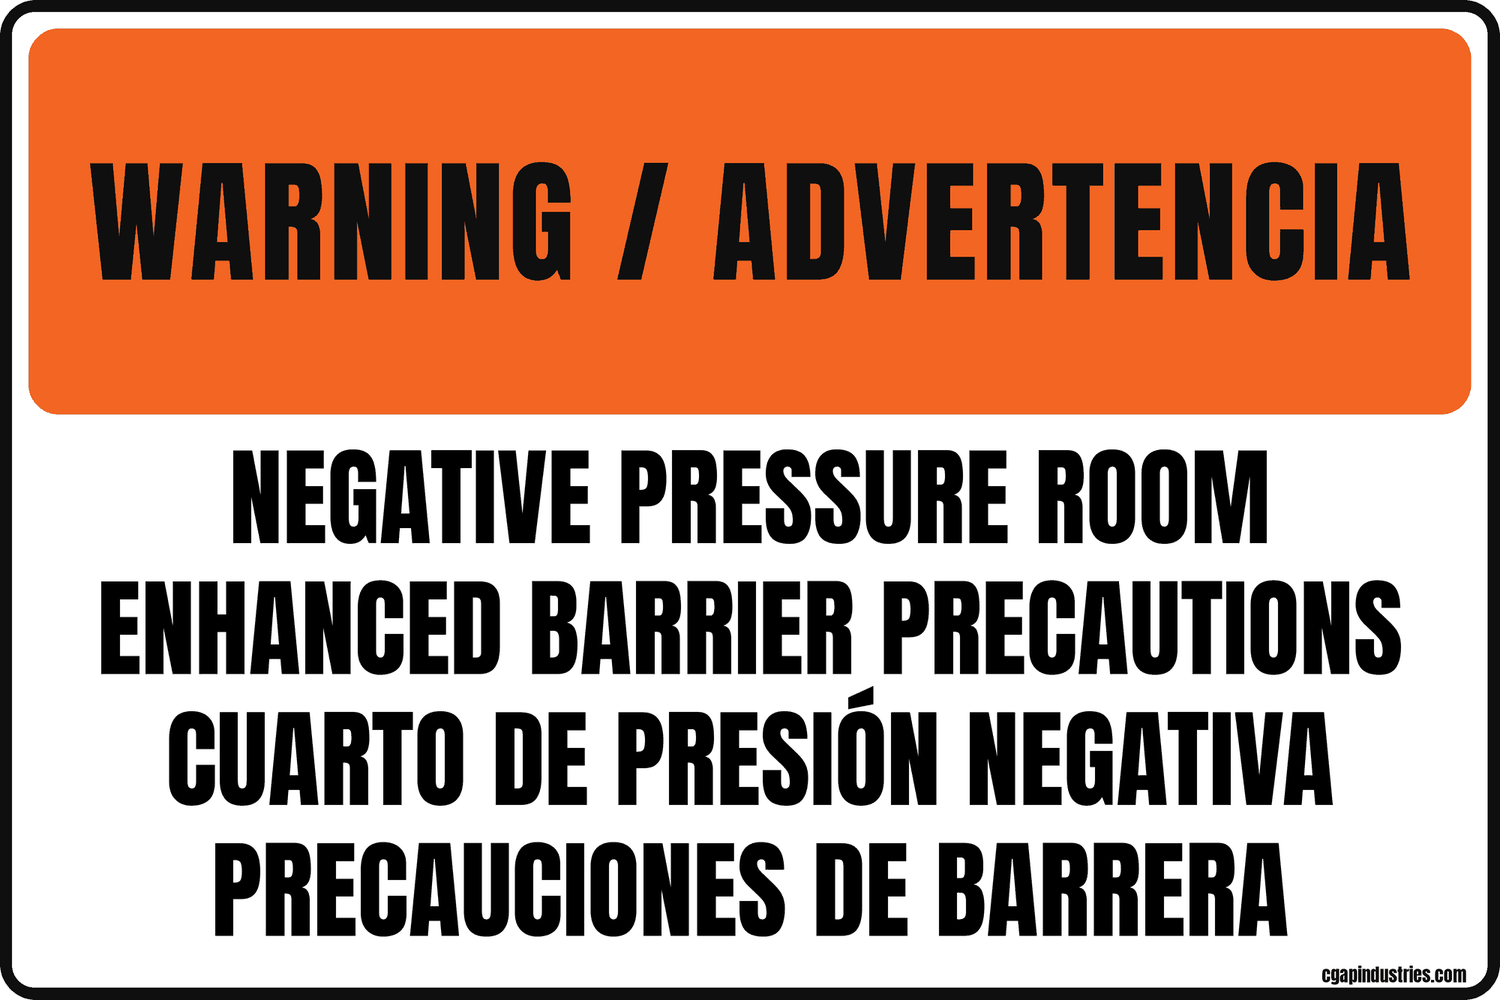 WARNING / ADVERTENCIA
NEGATIVE PRESSURE ROOM
ENHANCED BARRIER PRECAUTIONS
CUARTO DE PRESIÓN NEGATIVA
PRECAUCIONES DE BARRERA
cgapindustries.com